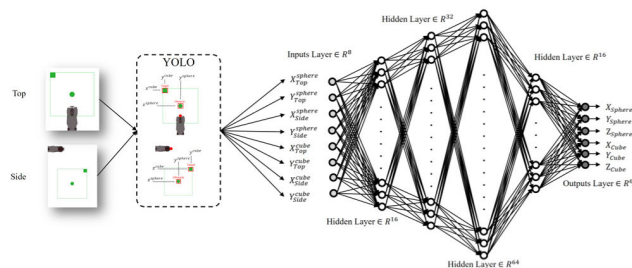 Top
Side
YOLO
Inputs Layer ∈ R^8
X_Top^sphere
Y_Top^sphere
X_Side^sphere
Y_Side^sphere
X_Top^cube
Y_Top^cube
X_Side^cube
Y_Side^cube
Hidden Layer ∈ R^16
Hidden Layer ∈ R^32
Hidden Layer ∈ R^64
Hidden Layer ∈ R^16
X_Sphere
Y_Sphere
Z_Sphere
X_Cube
Y_Cube
Z_Cube
Outputs Layer ∈ R^6